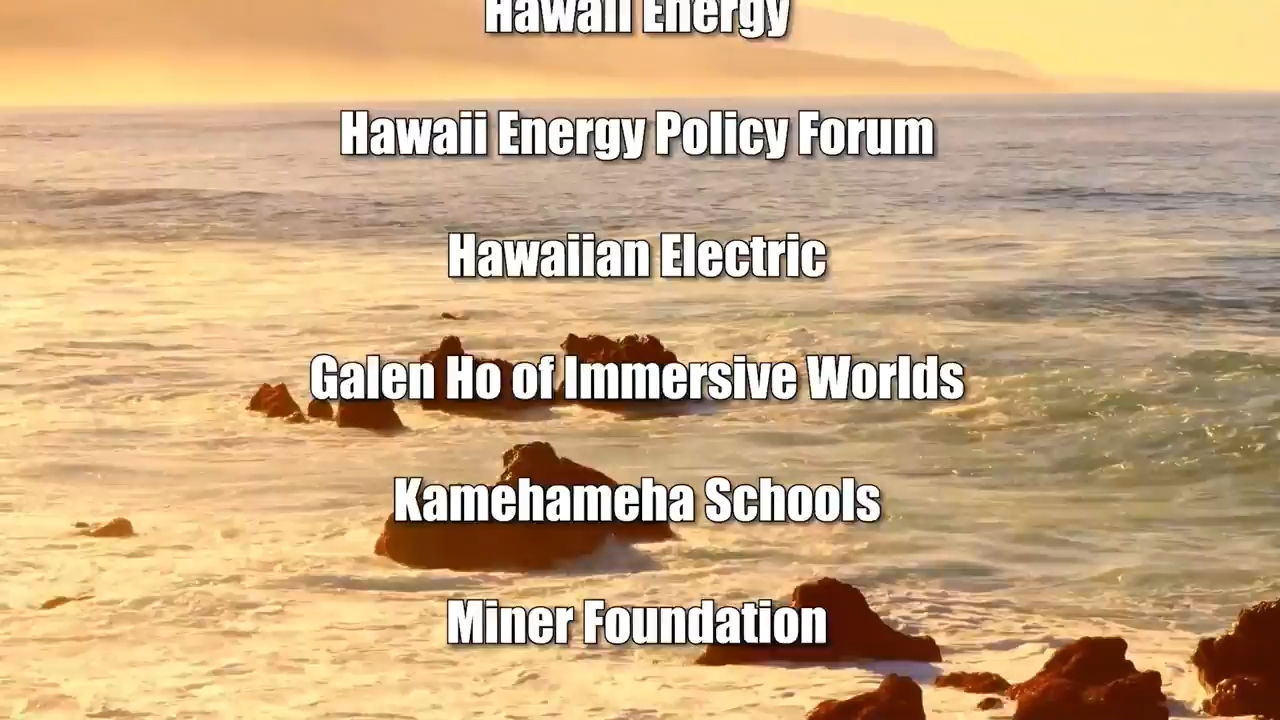 Hawaii Energy
Hawaii Energy Policy Forum
Hawaiian Electric
Galen Ho of Immersive Worlds
Kamehameha Schools
Miner Foundation